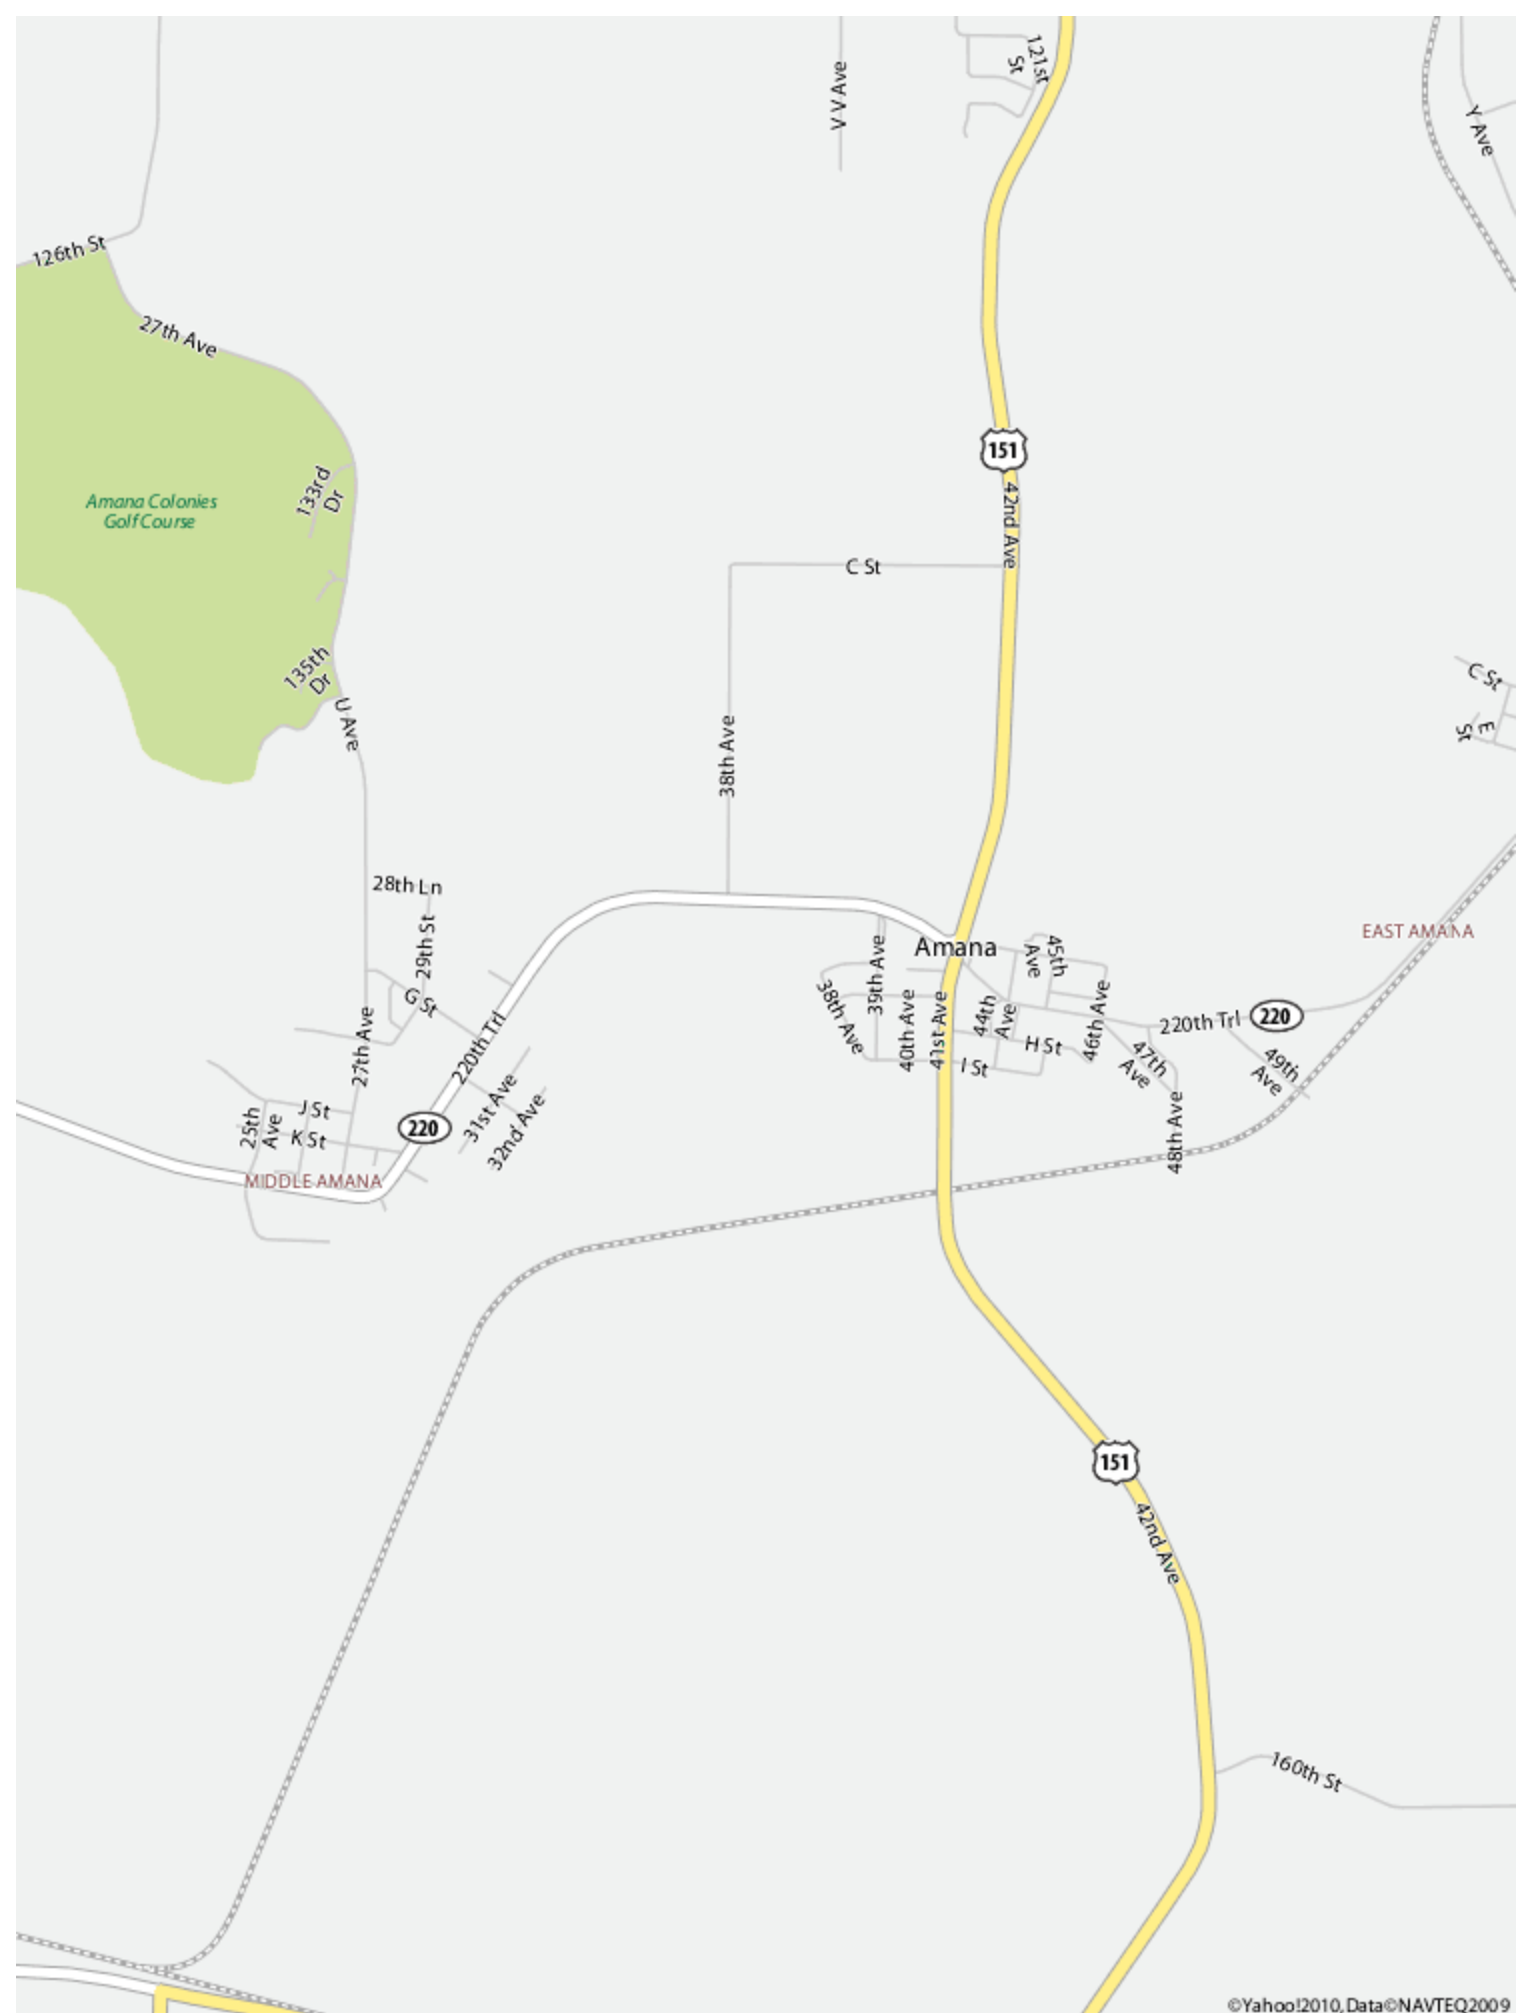 121st
St
V V Ave
Y Ave
126th St
27th Ave
151
133rd
Dr
Amana Colonies
Golf Course
42nd Ave
C St
135th
Dr
C St
U Ave
E
St
38th Ave
28th Ln
29th St
EAST AMANA
Amana
45th
Ave
39th Ave
38th Ave
G St
40th Ave
41st Ave
44th
Ave
46th Ave
220th Trl
220
27th Ave
220th Trl
H St
47th
Ave
49th
Ave
I St
J St
31st Ave
25th
Ave
K St
220
32nd Ave
48th Ave
MIDDLE AMANA
151
42nd Ave
160th St
©Yahoo!2010, Data©NAVTEQ2009